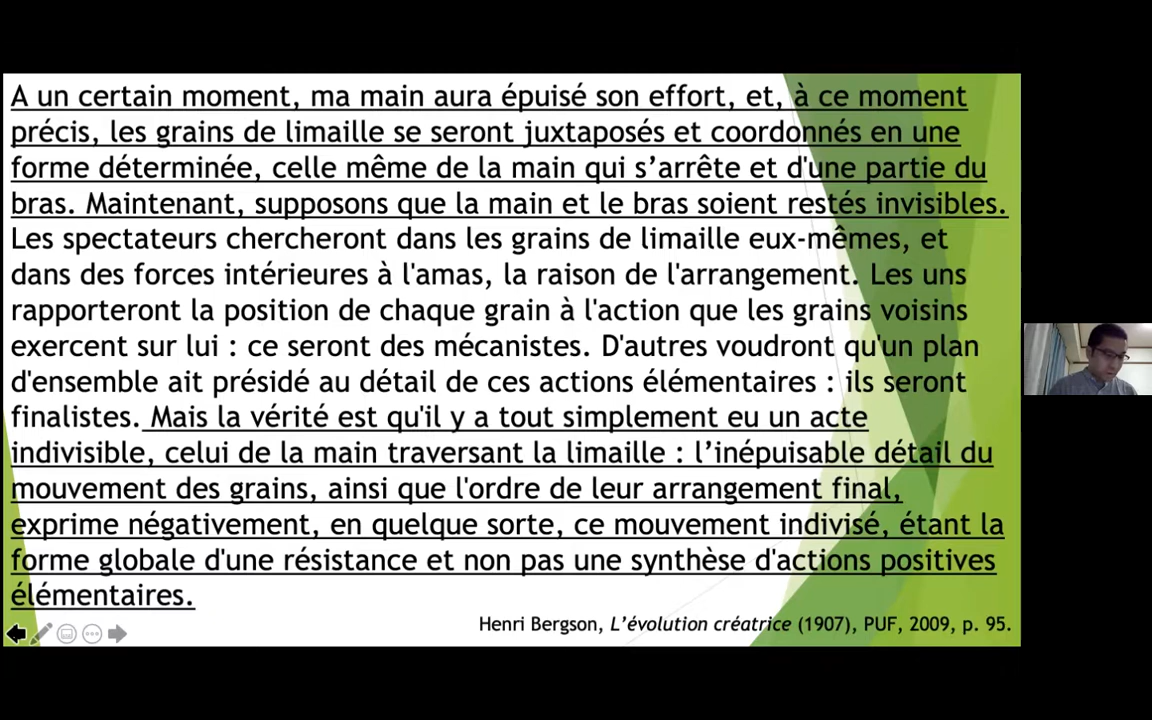 A un certain moment, ma main aura épuisé son effort, et, à ce moment
précis, les grains de limaille se seront juxtaposés et coordonnés en une
forme déterminée, celle même de la main qui s’arrête et d'une partie du
bras. Maintenant, supposons que la main et le bras soient restés invisibles.
Les spectateurs chercheront dans les grains de limaille eux-mêmes, et
dans des forces intérieures à l'amas, la raison de l'arrangement. Les uns
rapporteront la position de chaque grain à l'action que les grains voisins
exercent sur lui : ce seront des mécanistes. D'autres voudront qu'un plan
d'ensemble ait présidé au détail de ces actions élémentaires : ils seront
finalistes. Mais la vérité est qu'il y a tout simplement eu un acte
indivisible, celui de la main traversant la limaille : l’inépuisable détail du
mouvement des grains, ainsi que l'ordre de leur arrangement final,
exprime négativement, en quelque sorte, ce mouvement indivisé, étant la
forme globale d'une résistance et non pas une synthèse d'actions positives
élémentaires.
Henri Bergson, L’évolution créatrice (1907), PUF, 2009, p. 95.